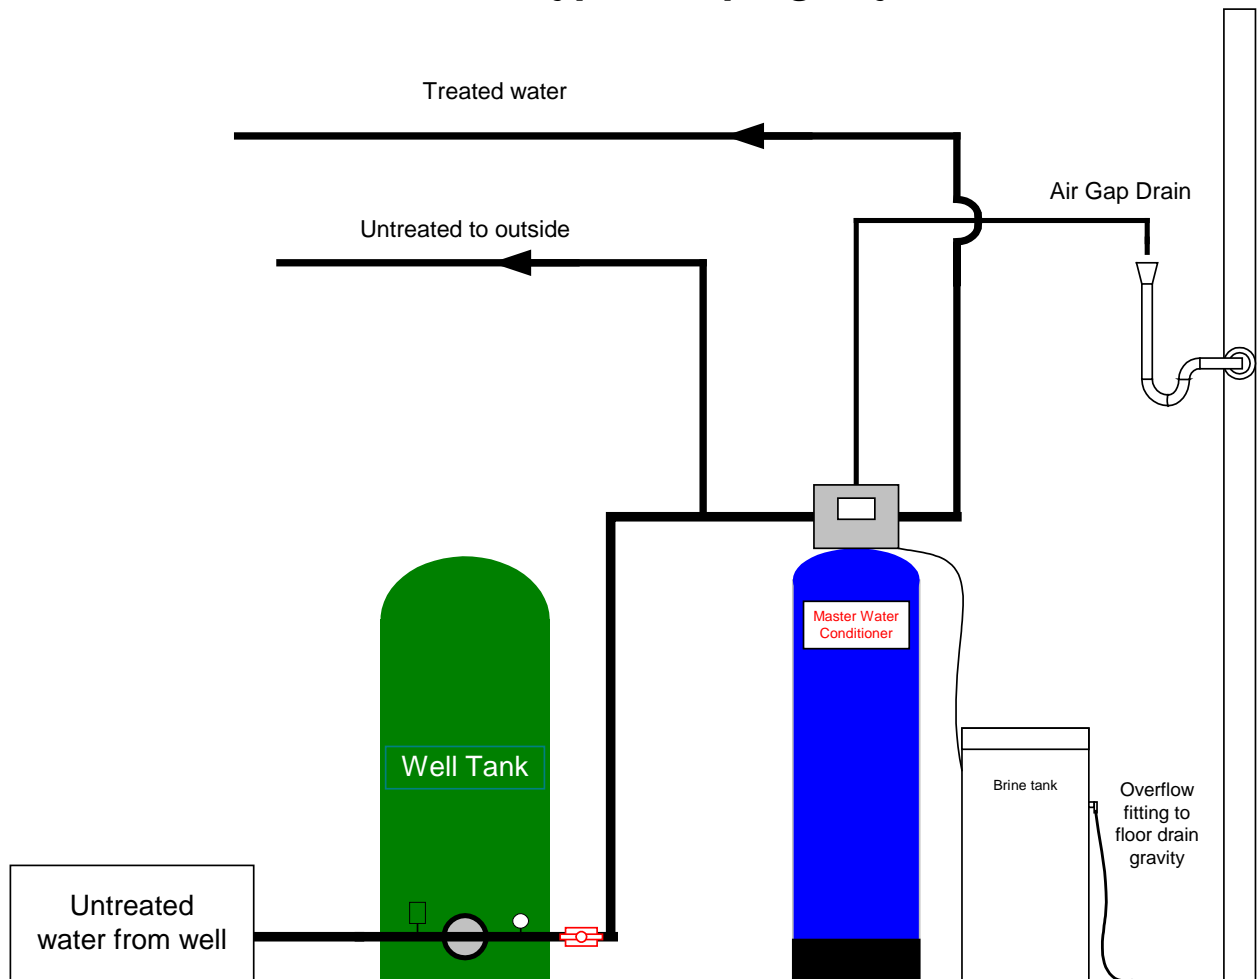 Treated water
Air Gap Drain
Untreated to outside
Master Water
Conditioner
Well Tank
Brine tank
Overflow
fitting to
floor drain
gravity
Untreated
water from well